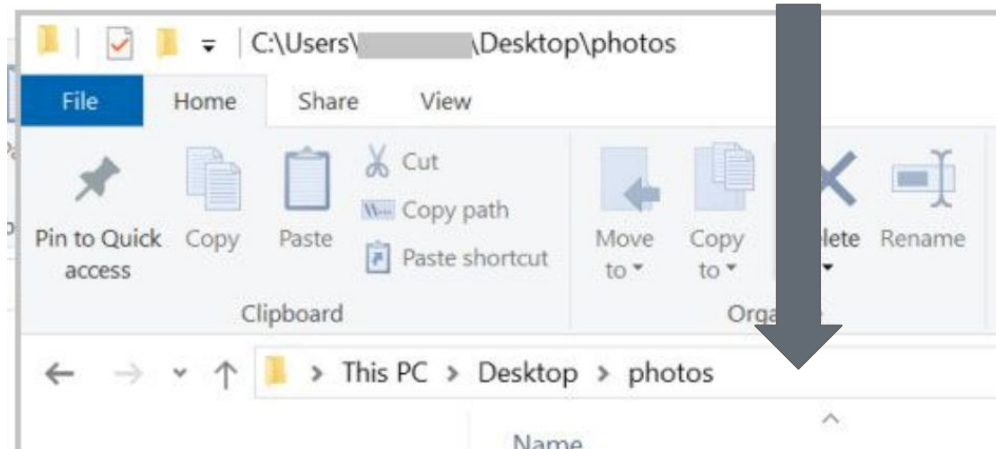 C:\Users\ \Desktop\photos
File Home Share View
Cut
Copy path
Paste shortcut
Pin to Quick access
Copy
Paste
Move to
Copy to
Rename
Clipboard
This PC > Desktop > photos
Name